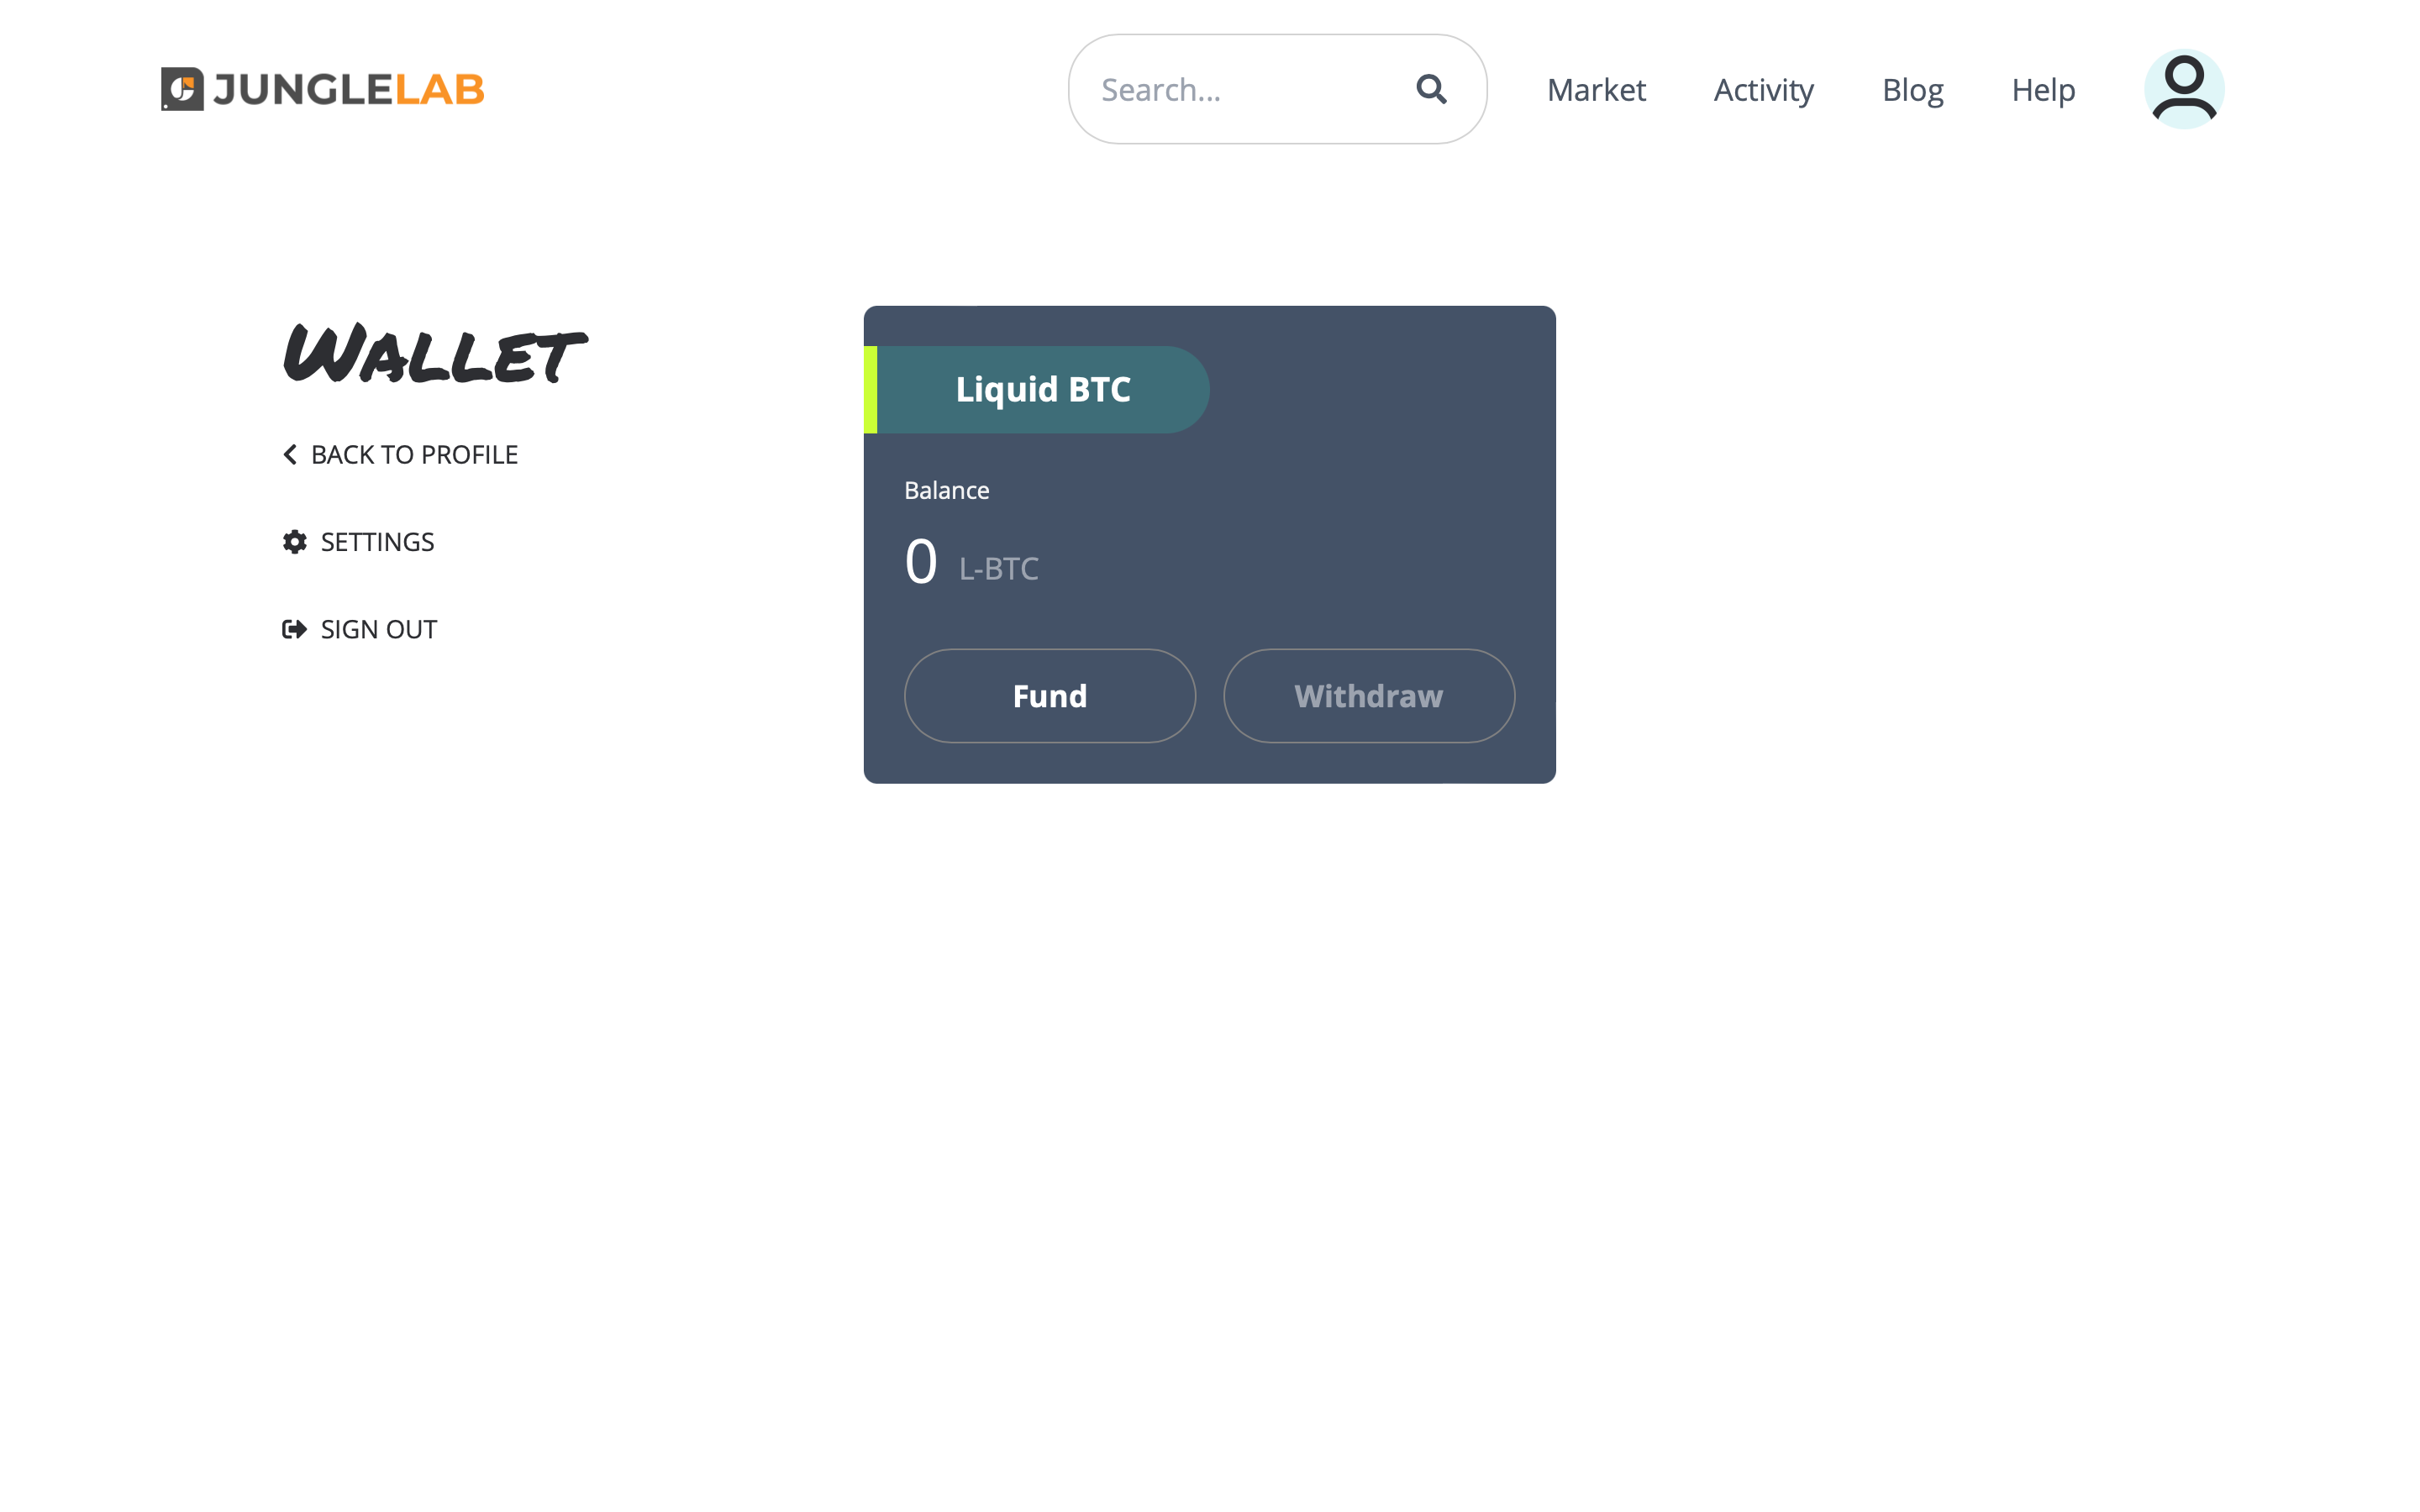 JUNGLELAB
Search...
Market
Activity
Blog
Help
WALLET
BACK TO PROFILE
SETTINGS
SIGN OUT
Liquid BTC
Balance
0 L-BTC
Fund
Withdraw